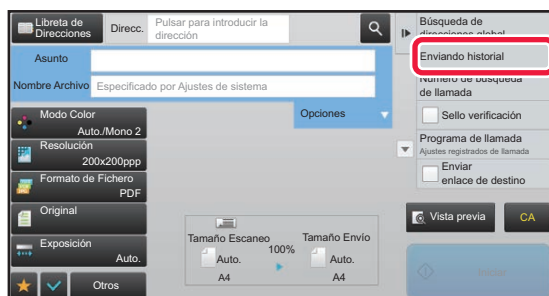 Libreta de
Direcciones
Direcc.
Pulsar para introducir la
dirección
Asunto
Nombre Archivo
Especificado por Ajustes de sistema
Opciones
Modo Color
Auto./Mono 2
Resolución
200x200ppp
Formato de Fichero
PDF
Original
Exposición
Auto.
Otros
Tamaño Escaneo
100%
Tamaño Envío
Auto.
A4
Auto.
A4
Búsqueda de
direcciones global
Enviando historial
Número de búsqueda
de llamada
Sello verificación
Programa de llamada
Ajustes registrados de llamada
Enviar
enlace de destino
Vista previa
CA
Iniciar